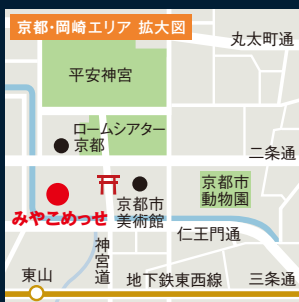 京都・岡崎エリア 拡大図
丸太町通
平安神宮
ロームシアター
京都
二条通
みやこめっせ
京都市
美術館
京都市
動物園
神宮道
仁王門通
東山
地下鉄東西線
三条通